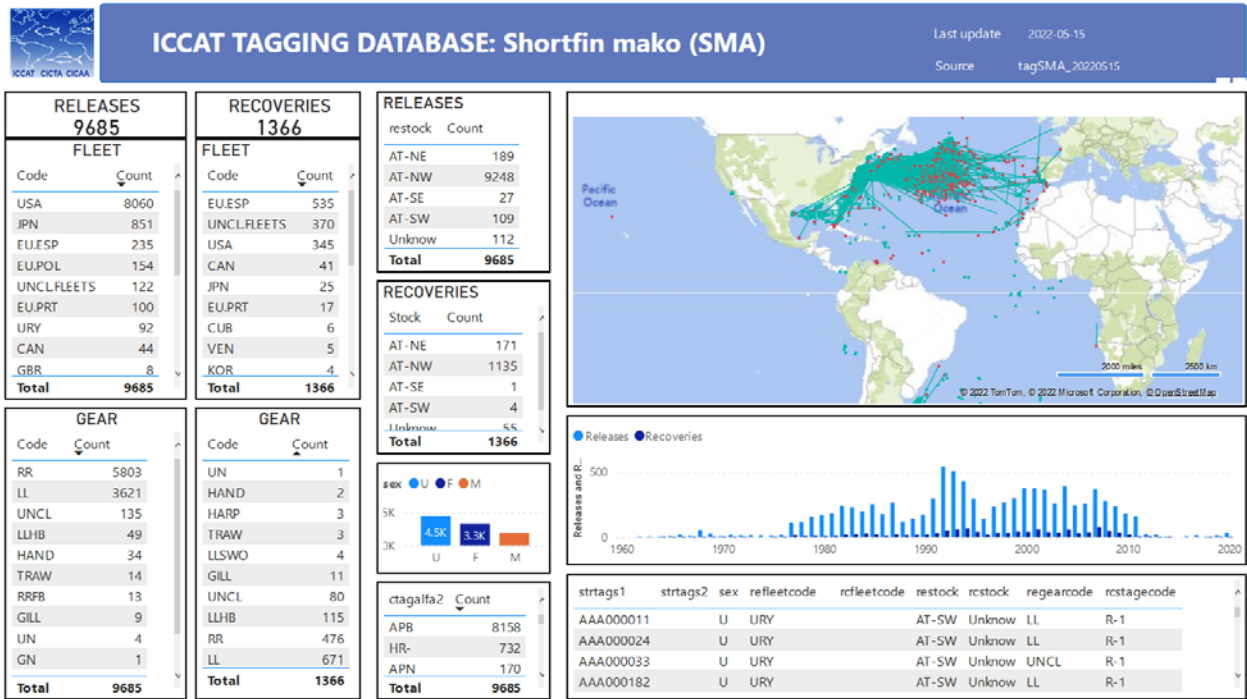 ICCAT CICTA CICAA
ICCAT TAGGING DATABASE: Shortfin mako (SMA)
Last update 2022-05-15
Source tagSMA_20220515
RELEASES
9685
FLEET
Code Count
USA 8060
JPN 851
EU.ESP 235
EU.POL 154
UNCL.FLEETS 122
EU.PRT 100
URY 92
CAN 44
GBR 8
Total 9685
RECOVERIES
1366
FLEET
Code Count
EU.ESP 535
UNCL.FLEETS 370
USA 345
CAN 41
JPN 25
EU.PRT 17
CUB 6
VEN 5
KOR 4
Total 1366
RELEASES
restock Count
AT-NE 189
AT-NW 9248
AT-SE 27
AT-SW 109
Unknow 112
Total 9685
RECOVERIES
Stock Count
AT-NE 171
AT-NW 1135
AT-SE 1
AT-SW 4
Unknow 55
Total 1366
Pacific
Ocean
Ocean
2000 miles 2500 km
© 2022 TomTom, © 2022 Microsoft Corporation, © OpenStreetMap
GEAR
Code Count
RR 5803
LL 3621
UNCL 135
LLHB 49
HAND 34
TRAW 14
RRFB 13
GILL 9
UN 4
GN 1
Total 9685
GEAR
Code Count
UN 1
HAND 2
HARP 3
TRAW 3
LLSWO 4
GILL 11
UNCL 80
LLHB 115
RR 476
LL 671
Total 1366
sex U F M
5K
0K
4.5K 3.3K
U F M
ctagalfa2 Count
APB 8158
HR- 732
APN 170
Total 9685
Releases Recoveries
Releases and R...
500
0
1960 1970 1980 1990 2000 2010 2020
strtags1 strtags2 sex refleetcode rcfleetcode restock rcstock regearcode rcstagecode
AAA000011 U URY AT-SW Unknow LL R-1
AAA000024 U URY AT-SW Unknow LL R-1
AAA000033 U URY AT-SW Unknow UNCL R-1
AAA000182 U URY AT-SW Unknow LL R-1